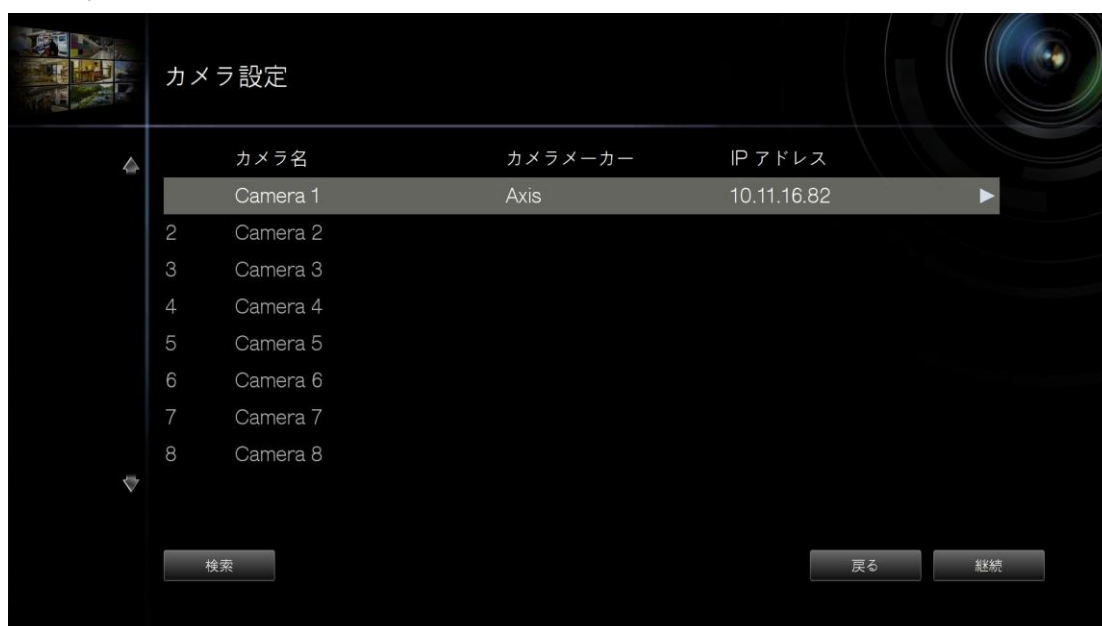 カメラ設定
カメラ名 カメラメーカー IP アドレス
Camera 1 Axis 10.11.16.82
2 Camera 2
3 Camera 3
4 Camera 4
5 Camera 5
6 Camera 6
7 Camera 7
8 Camera 8
検索 戻る 継続